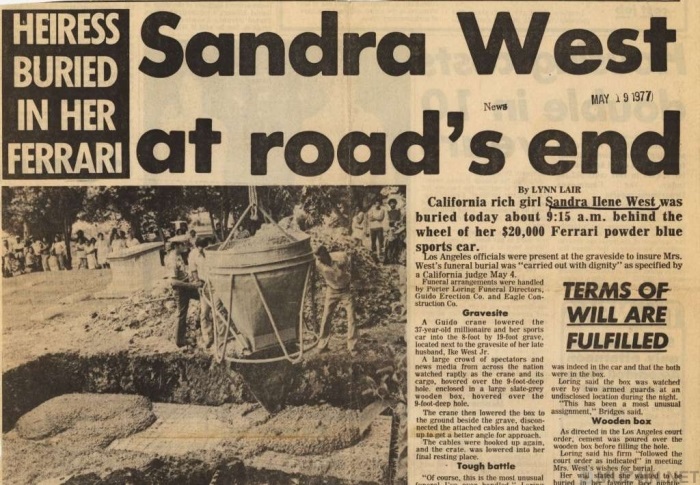 HEIRESS
BURIED
IN HER
FERRARI
Sandra West
at road's end
News
MAY 19 1977
By LYNN LAIR
California rich girl Sandra Ilene West was
buried today about 9:15 a.m. behind the
wheel of her $20,000 Ferrari powder blue
sports car.
Los Angeles officials were present at the graveside to insure Mrs.
West's funeral burial was "carried out with dignity" as specified by
a California judge May 4.
Funeral arrangements were handled
by Porter Loring Funeral Directors,
Guido Erection Co. and Eagle Con-
struction Co.
Gravesite
A Guido crane lowered the
37-year-old millionaire and her sports
car into the 8-foot by 19-foot grave,
located next to the gravesite of her late
husband, Ike West Jr.
A large crowd of spectators and
news media from across the nation
watched raptly as the crane and its
cargo, hovered over the 9-foot-deep
hole, enclosed in a large slate-grey
wooden box, hovered over the
9-foot-deep hole.
The crane then lowered the box to
the ground beside the grave, discon-
nected the attached cables and backed
up to get a better angle for approach.
The cables were hooked up again,
and the crate, was lowered into her
final resting place.
Tough battle
"Of course, this is the most unusual
TERMS OF
WILL ARE
FULFILLED
was indeed in the car and that the both
were in the box.
Loring said the box was watched
over by two armed guards at an
undisclosed location during the night.
"This has been a most unusual
assignment," Bridges said.
Wooden box
As directed in the Los Angeles court
order, cement was poured over the
wooden box before filling the hole.
Loring said his firm "followed the
court order as indicated" in meeting
Mrs. West's wishes for burial.